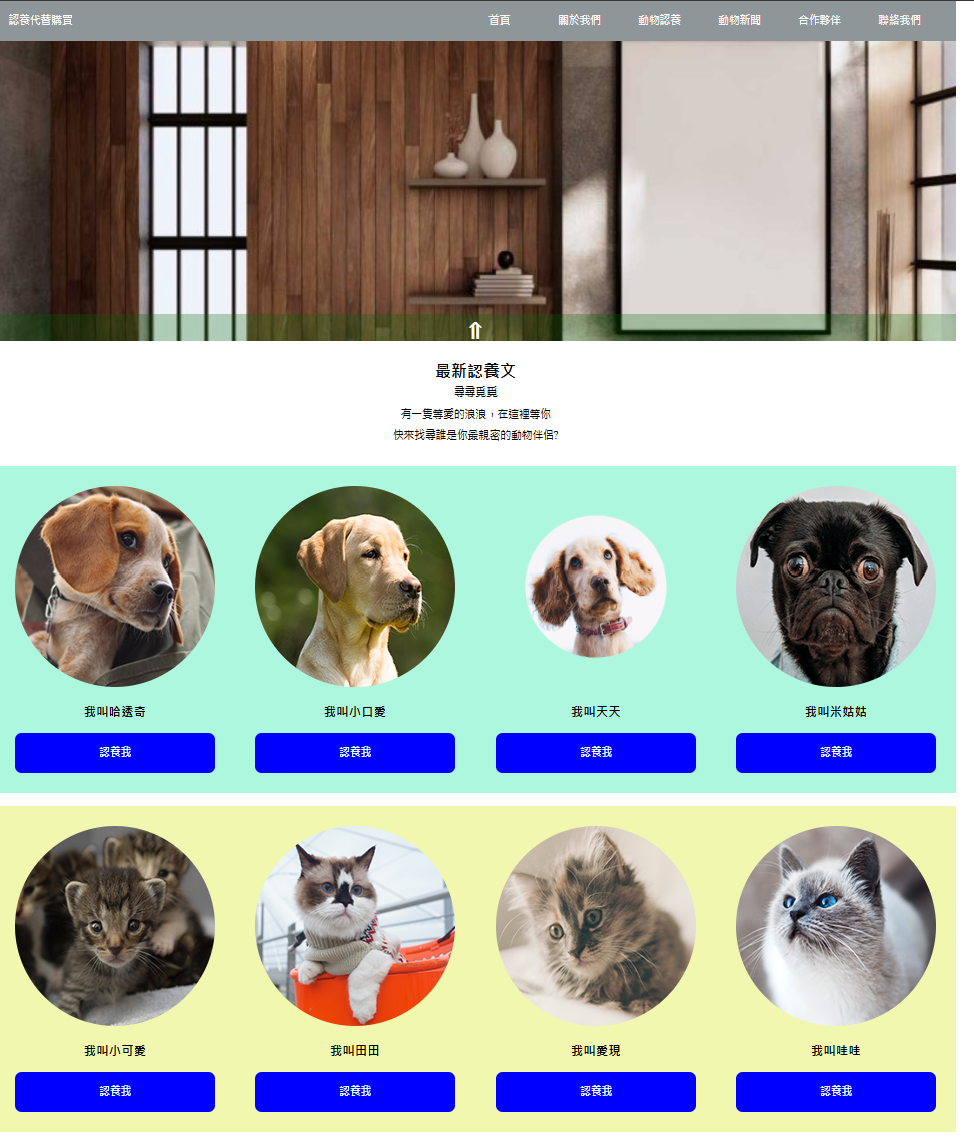 認養代替購買
首頁 關於我們 動物認養 動物新聞 合作夥伴 聯絡我們
⇑
最新認養文
尋尋覓覓
有一隻等愛的浪浪，在這裡等你
快來找尋誰是你最親密的動物伴侶?
我叫哈透奇 我叫小口愛 我叫天天 我叫米姑姑
認養我 認養我 認養我 認養我
我叫小可愛 我叫田田 我叫愛現 我叫哇哇
認養我 認養我 認養我 認養我